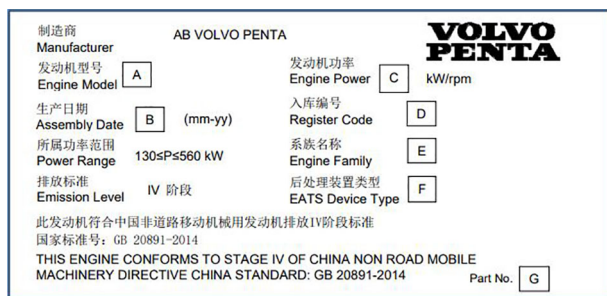 制造商
Manufacturer AB VOLVO PENTA VOLVO
PENTA
发动机型号 发动机功率
Engine Model A Engine Power C kW/rpm
生产日期 入库编号
Assembly Date B (mm-yy) Register Code D
所属功率范围 系族名称
Power Range 130≤P≤560 kW Engine Family E
排放标准 后处理装置类型
Emission Level IV 阶段 EATS Device Type F
此发动机符合中国非道路移动机械用发动机排放IV阶段标准
国家标准号: GB 20891-2014
THIS ENGINE CONFORMS TO STAGE IV OF CHINA NON ROAD MOBILE
MACHINERY DIRECTIVE CHINA STANDARD: GB 20891-2014 Part No. G